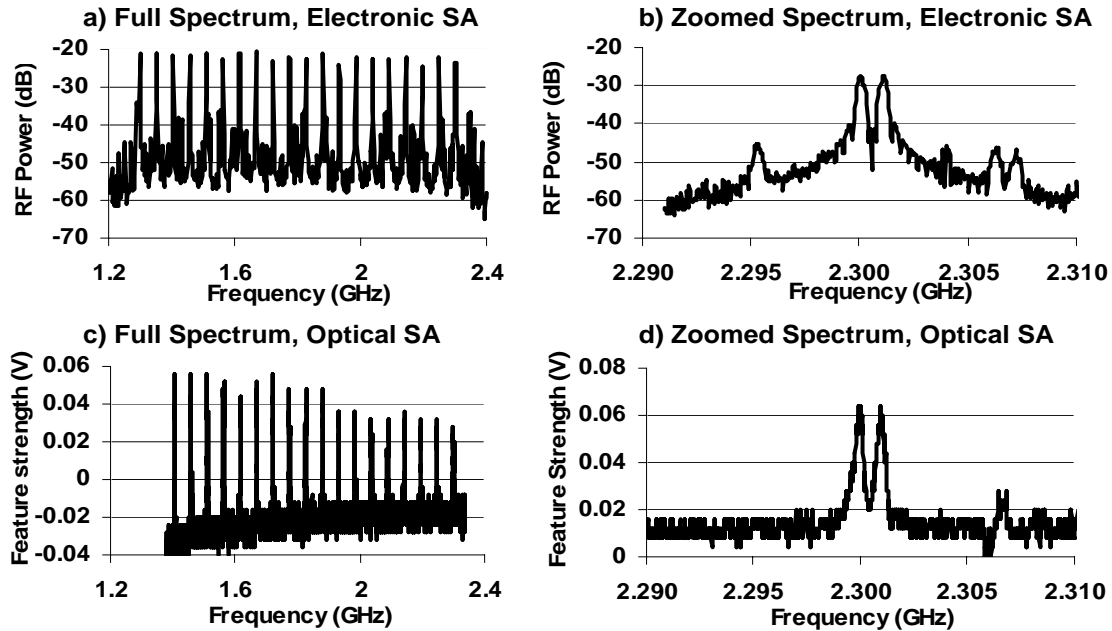 a) Full Spectrum, Electronic SA
RF Power (dB)
-20
-30
-40
-50
-60
-70
1.2 1.6 2 2.4
Frequency (GHz)
b) Zoomed Spectrum, Electronic SA
RF Power (dB)
-20
-30
-40
-50
-60
-70
2.290 2.295 2.300 2.305 2.310
Frequency (GHz)
c) Full Spectrum, Optical SA
Feature strength (V)
0.06
0.04
0.02
0
-0.02
-0.04
1.2 1.6 2 2.4
Frequency (GHz)
d) Zoomed Spectrum, Optical SA
Feature Strength (V)
0.08
0.06
0.04
0.02
0
2.290 2.295 2.300 2.305 2.310
Frequency (GHz)